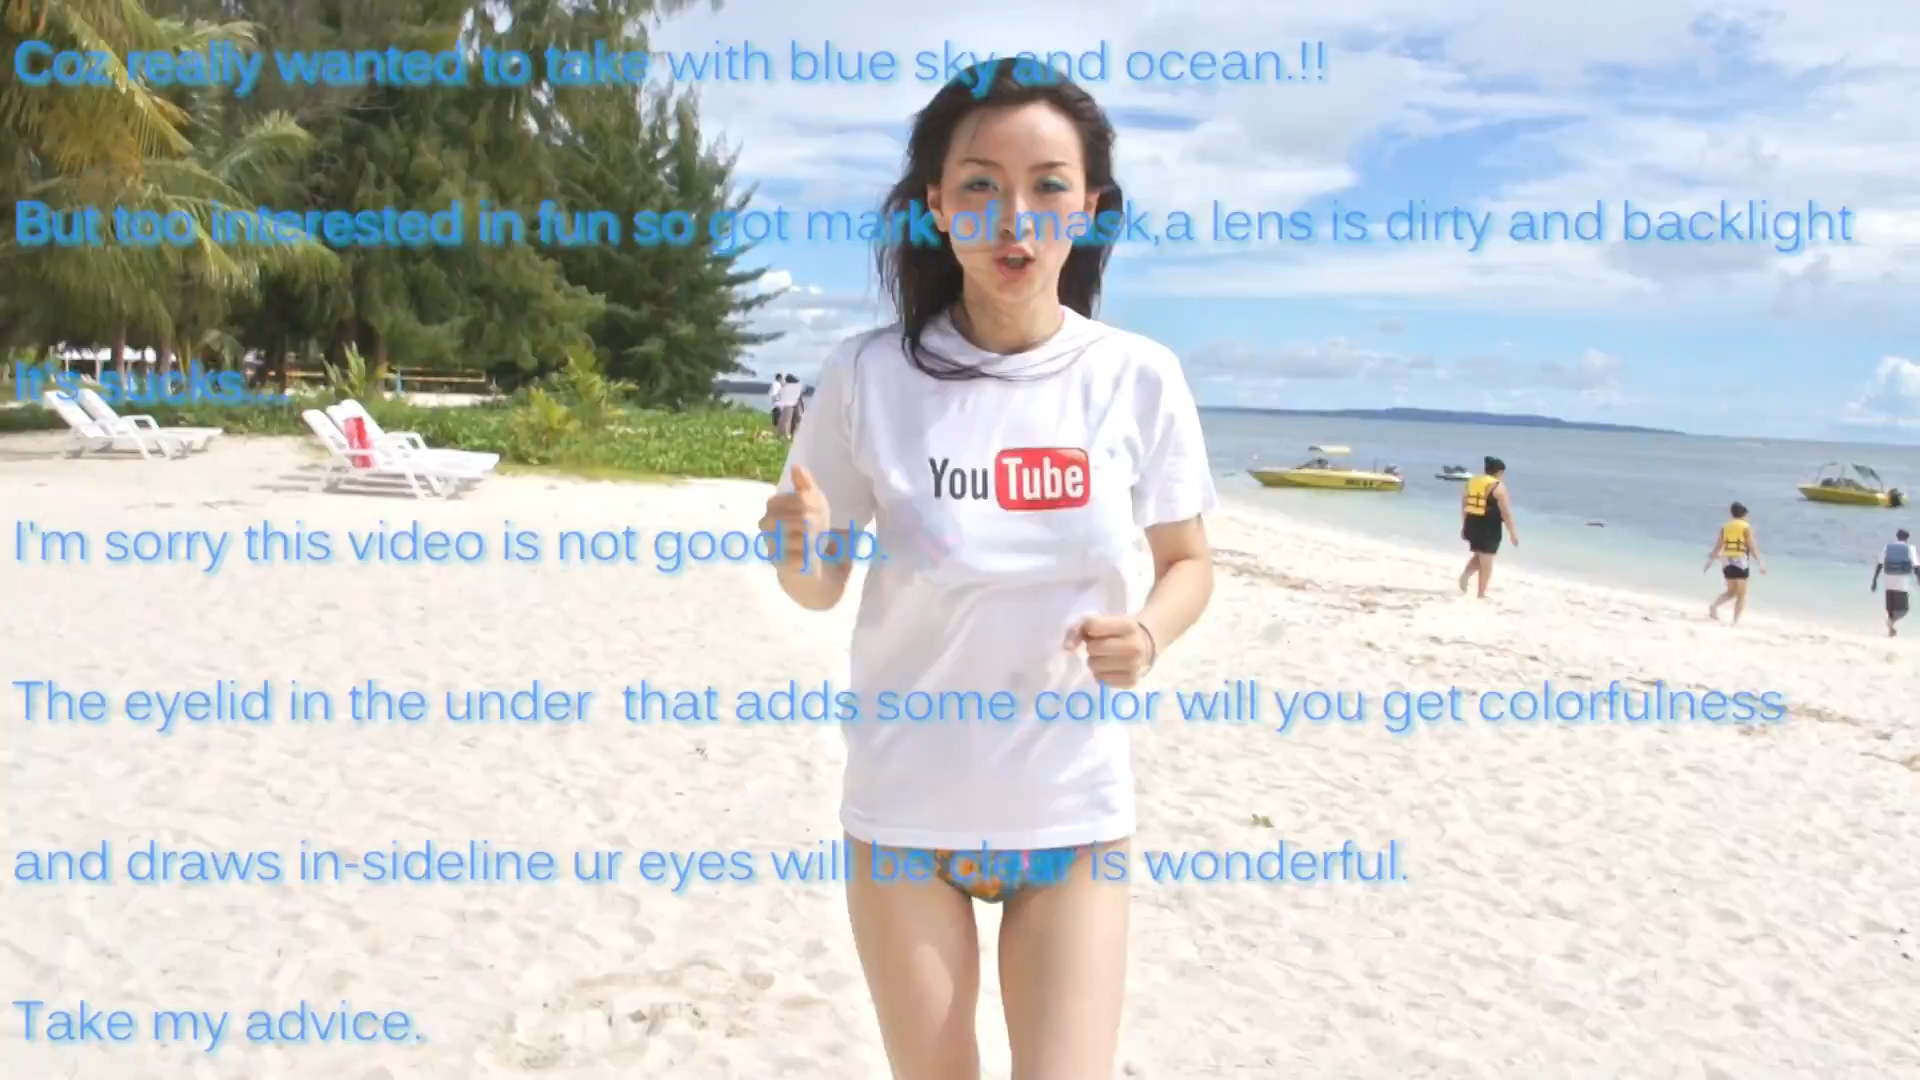 Coz really wanted to take with blue sky and ocean.!!
But too interested in fun so got mark of mask,a lens is dirty and backlight
It's sucks....
YouTube
I'm sorry this video is not good job.
The eyelid in the under  that adds some color will you get colorfulness
and draws in-sideline ur eyes will be clear is wonderful.
Take my advice.